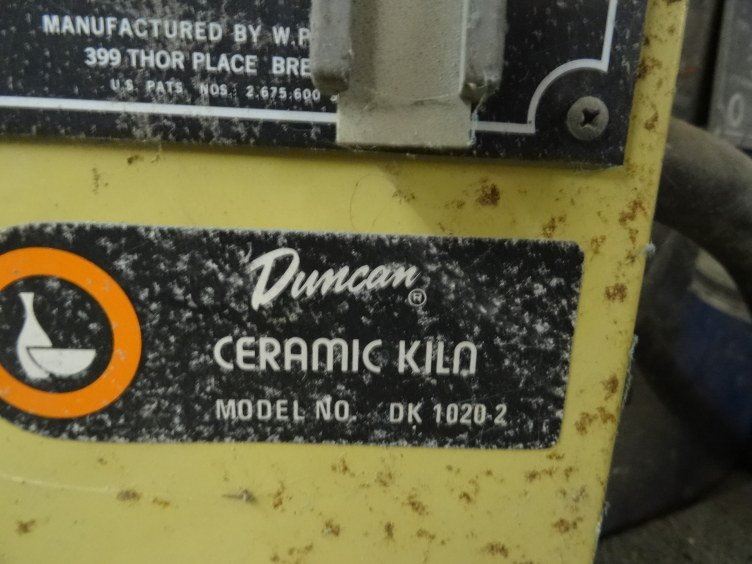 MANUFACTURED BY W.P
399 THOR PLACE BRE
U.S. PATS. NOS. 2.675.600
Duncan®
CERAMIC KILN
MODEL NO. DK 1020-2
0